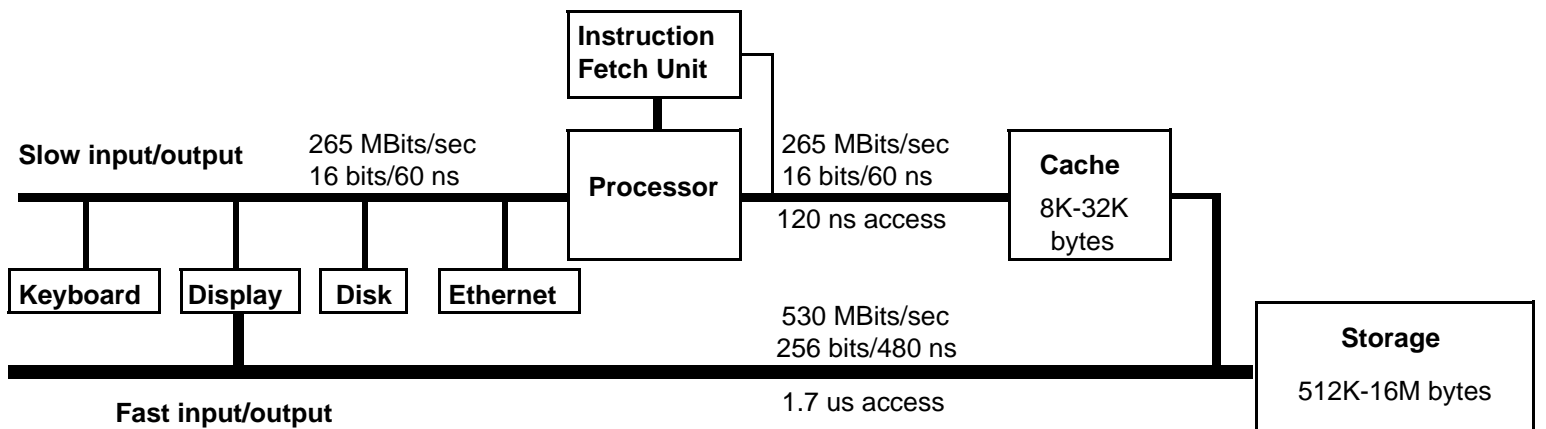 Instruction
Fetch Unit
Slow input/output
265 MBits/sec
16 bits/60 ns
Processor
265 MBits/sec
16 bits/60 ns
120 ns access
Cache
8K-32K
bytes
Keyboard
Display
Disk
Ethernet
530 MBits/sec
256 bits/480 ns
1.7 us access
Fast input/output
Storage
512K-16M bytes